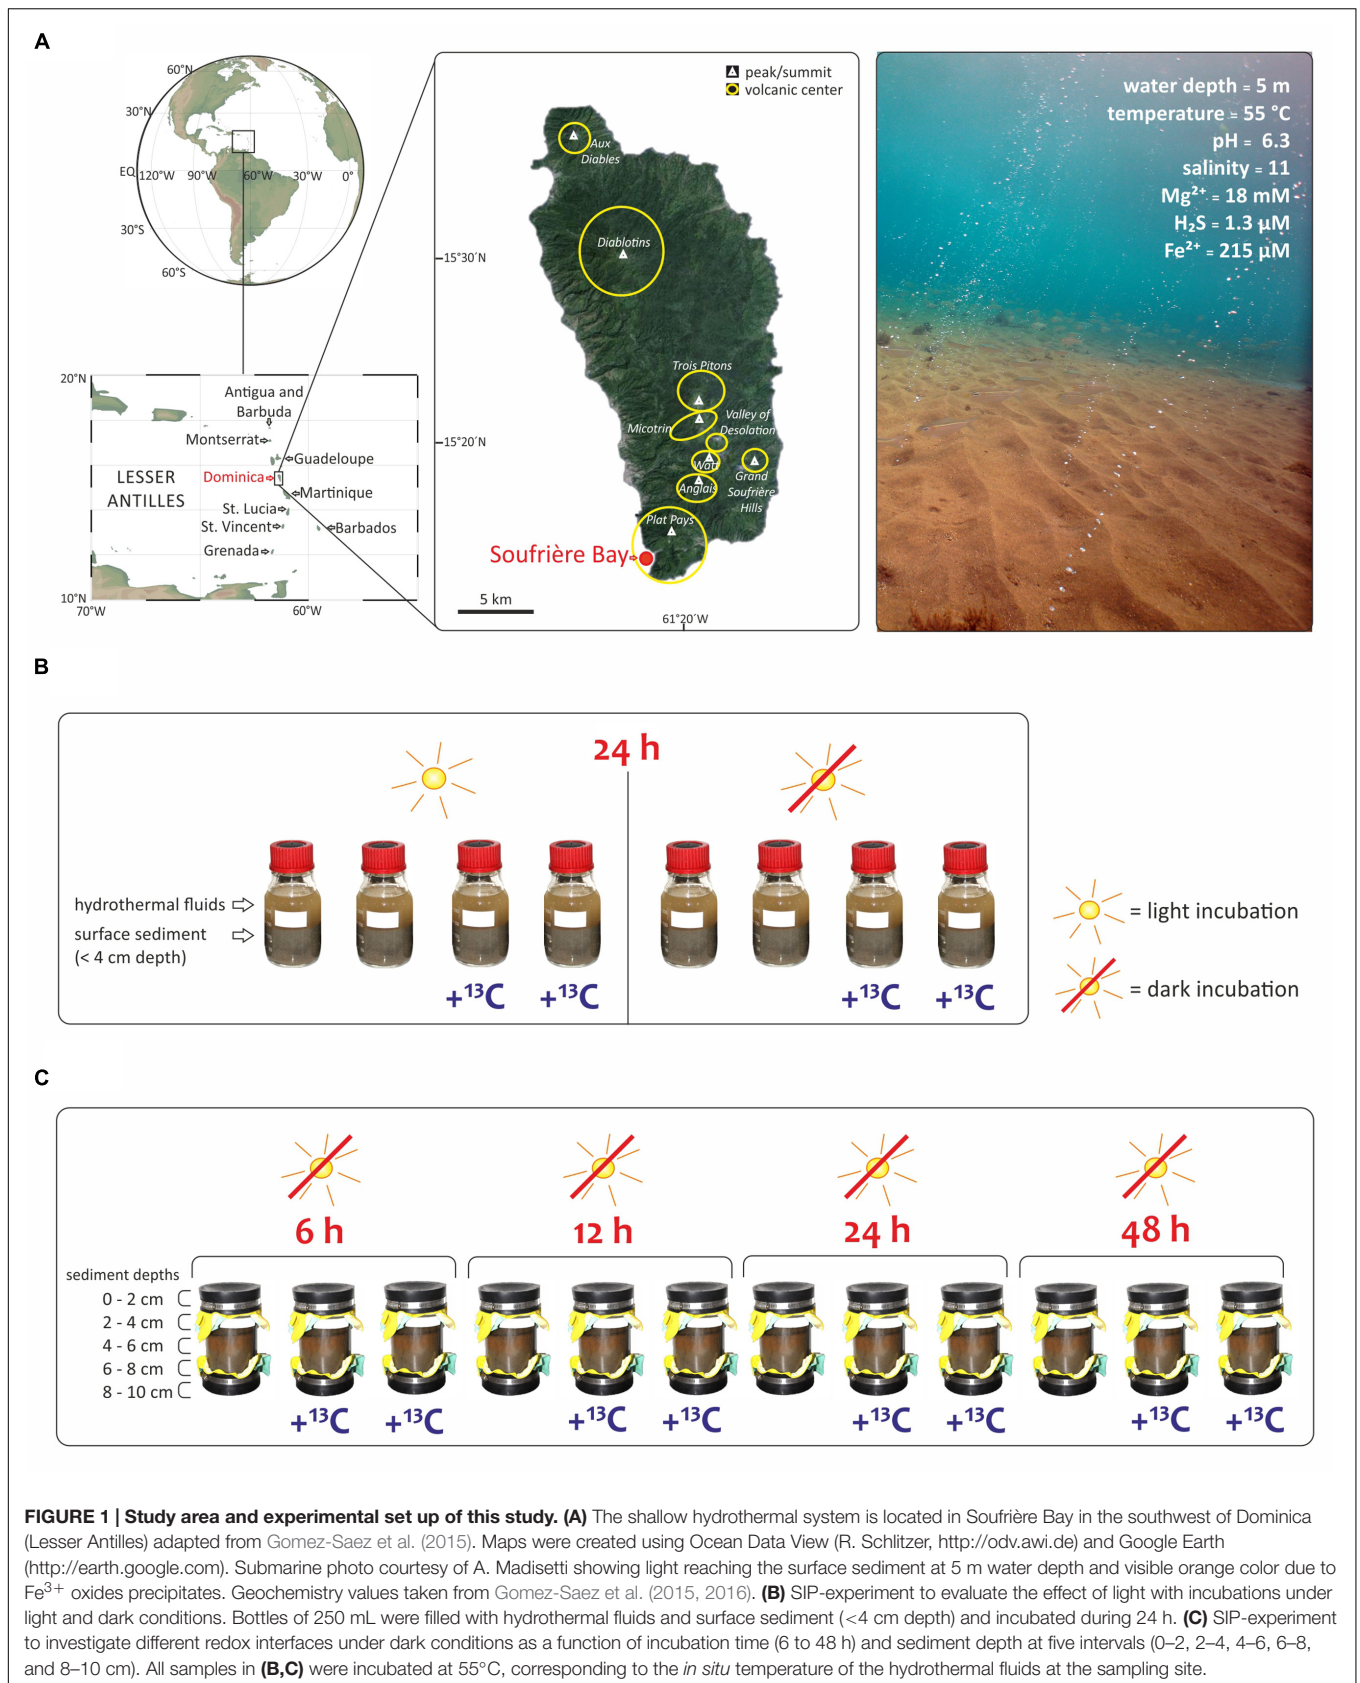 A
60°N
30°N
EQ
120°W
90°W
60°W
30°W
0°
30°S
60°S
20°N
Antigua and
Barbuda
Montserrat
Guadeloupe
Dominica
LESSER
ANTILLES
Martinique
St. Lucia
St. Vincent
Barbados
Grenada
10°N
70°W
60°W
peak/summit
volcanic center
Aux
Diables
Diablotins
15°30´N
Trois Pitons
Micotrin
Valley of
Desolation
15°20´N
Watt
Grand
Soufrière
Hills
Anglais
Plat Pays
Soufrière Bay
5 km
61°20´W
water depth = 5 m
temperature = 55 °C
pH = 6.3
salinity = 11
Mg²⁺ = 18 mM
H₂S = 1.3 µM
Fe²⁺ = 215 µM
B
24 h
hydrothermal fluids
surface sediment
(< 4 cm depth)
+¹³C +¹³C +¹³C +¹³C
= light incubation
= dark incubation
C
6 h 12 h 24 h 48 h
sediment depths
0 - 2 cm
2 - 4 cm
4 - 6 cm
6 - 8 cm
8 - 10 cm
+¹³C +¹³C +¹³C +¹³C +¹³C +¹³C +¹³C +¹³C
FIGURE 1 | Study area and experimental set up of this study. (A) The shallow hydrothermal system is located in Soufrière Bay in the southwest of Dominica
(Lesser Antilles) adapted from Gomez-Saez et al. (2015). Maps were created using Ocean Data View (R. Schlitzer, http://odv.awi.de) and Google Earth
(http://earth.google.com). Submarine photo courtesy of A. Madisetti showing light reaching the surface sediment at 5 m water depth and visible orange color due to
Fe³⁺ oxides precipitates. Geochemistry values taken from Gomez-Saez et al. (2015, 2016). (B) SIP-experiment to evaluate the effect of light with incubations under
light and dark conditions. Bottles of 250 mL were filled with hydrothermal fluids and surface sediment (<4 cm depth) and incubated during 24 h. (C) SIP-experiment
to investigate different redox interfaces under dark conditions as a function of incubation time (6 to 48 h) and sediment depth at five intervals (0–2, 2–4, 4–6, 6–8,
and 8–10 cm). All samples in (B,C) were incubated at 55°C, corresponding to the in situ temperature of the hydrothermal fluids at the sampling site.